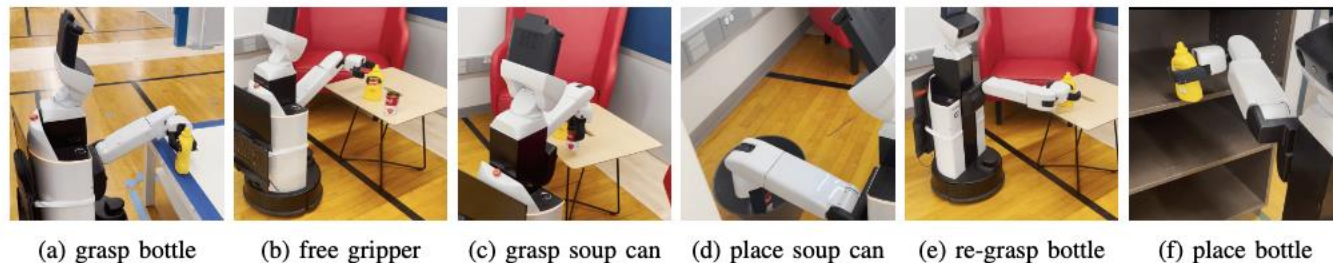 (a) grasp bottle
(b) free gripper
(c) grasp soup can
(d) place soup can
(e) re-grasp bottle
(f) place bottle